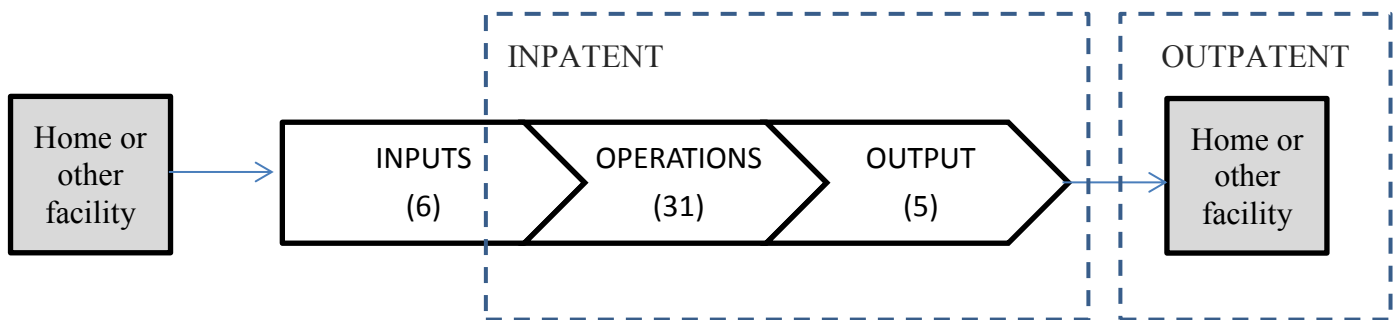 INPATENT
OUTPATENT
Home or
other
facility
INPUTS
(6)
OPERATIONS
(31)
OUTPUT
(5)
Home or
other
facility